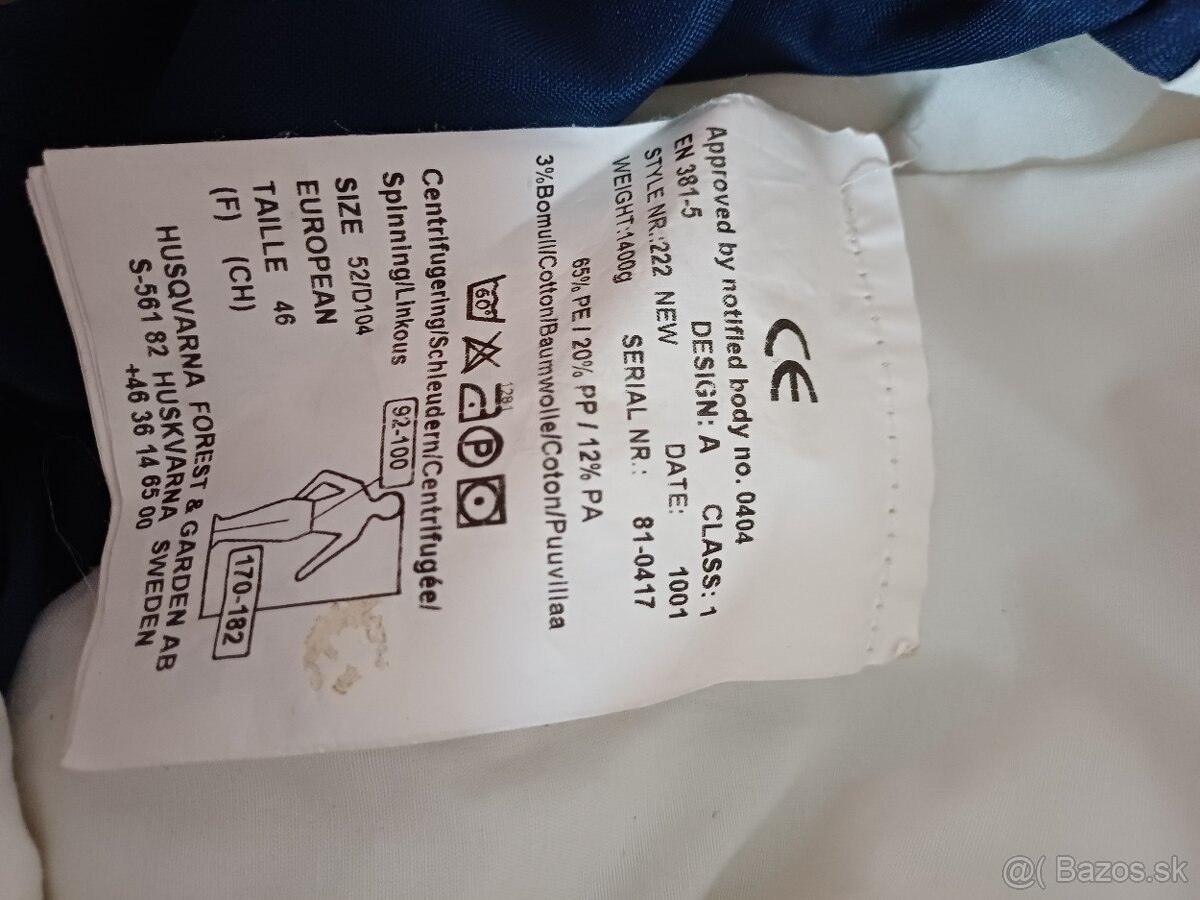 CE
Approved by notified body no. 0404
EN 381-5 DESIGN: A CLASS: 1
STYLE NR.:222 NEW DATE: 1001
WEIGHT:1400g SERIAL NR.: 81-0417
65% PE / 20% PP / 12% PA
3%Bomull/Cotton/Baumwolle/Coton/Puuvillaa
60
1281
P
Centrifugering/Schleudern/Centrifugée/
Spinning/Linkous
92-100
SIZE 52/D104
EUROPEAN
TAILLE 46
(F) (CH)
170-182
HUSQVARNA FOREST & GARDEN AB
S-561 82 HUSKVARNA SWEDEN
+46 36 14 65 00
@( Bazos.sk